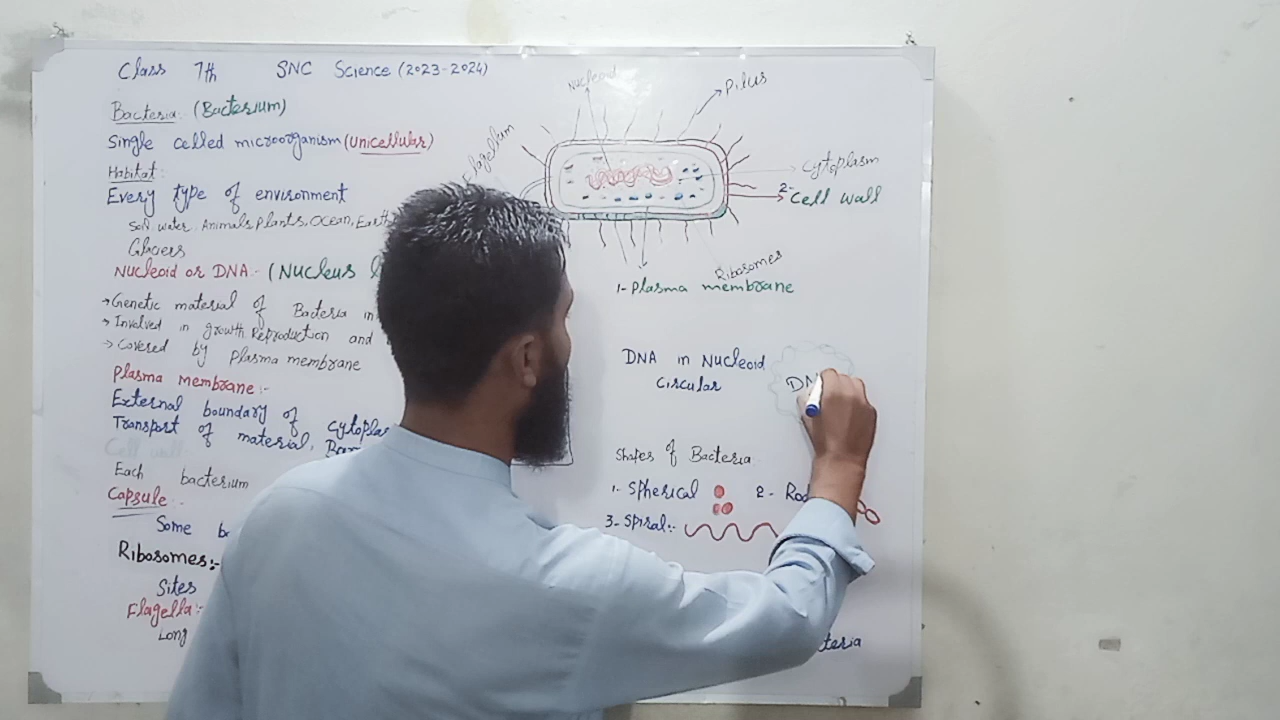 Class 7th SNC Science (2023-2024)
Bacteria: (Bacterium)
Single celled microorganism (unicellular)
Habitat:
Every type of environment
Soil, water, Animals, Plants, Ocean,
Glaciers
Nucleoid or DNA:- (Nucleus
→ Genetic material of Bacteria in
→ Involved in growth, Reproduction and
→ Covered by Plasma membrane
Plasma Membrane:-
External boundary of
Transport of material,
Cell wall
Each bacterium
Capsule:-
Some
Ribosomes:-
Sites
Flagella:-
Long
Nucleoid
Pilus
Flagellum
Cytoplasm
2- Cell wall
Ribosomes
1- Plasma membrane
DNA in Nucleoid
Circular
DN
Shapes of Bacteria
1- Spherical 2- Rod
3- Spiral:-